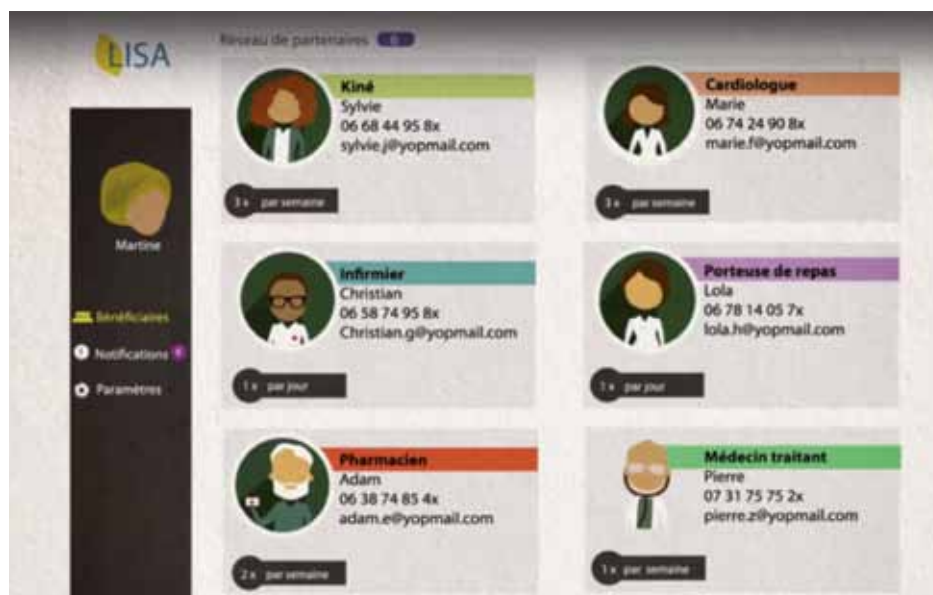 LISA
Réseau de partenaires 6
Martine
Bénéficiaires
Notifications
Paramètres
Kiné
Sylvie
06 68 44 95 8x
sylvie.j@yopmail.com
3 x par semaine
Cardiologue
Marie
06 74 24 90 8x
marie.f@yopmail.com
3 x par semaine
Infirmier
Christian
06 58 74 95 8x
Christian.g@yopmail.com
1 x par jour
Porteuse de repas
Lola
06 78 14 05 7x
lola.h@yopmail.com
1 x par jour
Pharmacien
Adam
06 38 74 85 4x
adam.e@yopmail.com
2 x par semaine
Médecin traitant
Pierre
07 31 75 75 2x
pierre.z@yopmail.com
1 x par semaine